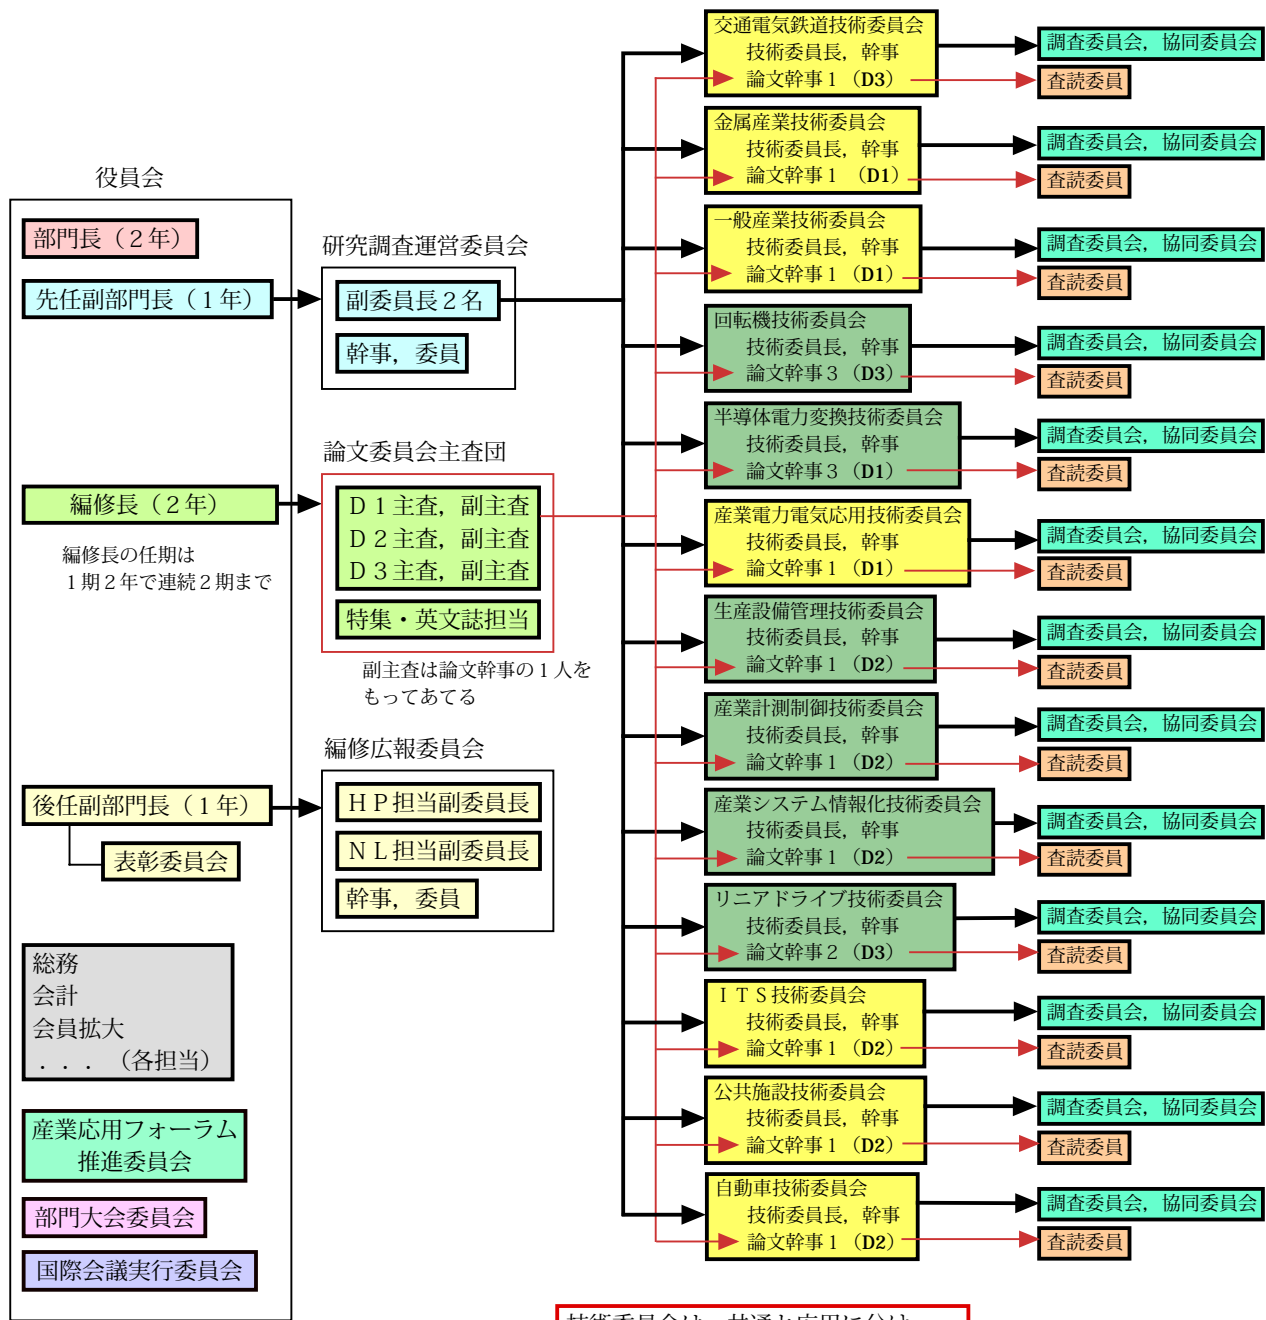 役員会
部門長（２年）
先任副部門長（１年）
編修長（２年）
編修長の任期は
１期２年で連続２期まで
後任副部門長（１年）
表彰委員会
総務
会計
会員拡大
．．．（各担当）
産業応用フォーラム
推進委員会
部門大会委員会
国際会議実行委員会
研究調査運営委員会
副委員長２名
幹事，委員
論文委員会主査団
Ｄ１主査，副主査
Ｄ２主査，副主査
Ｄ３主査，副主査
特集・英文誌担当
副主査は論文幹事の１人を
もってあてる
編修広報委員会
ＨＰ担当副委員長
ＮＬ担当副委員長
幹事，委員
交通電気鉄道技術委員会
技術委員長，幹事
論文幹事１（D3）
調査委員会，協同委員会
査読委員
金属産業技術委員会
技術委員長，幹事
論文幹事１（D1）
調査委員会，協同委員会
査読委員
一般産業技術委員会
技術委員長，幹事
論文幹事１（D1）
調査委員会，協同委員会
査読委員
回転機技術委員会
技術委員長，幹事
論文幹事３（D3）
調査委員会，協同委員会
査読委員
半導体電力変換技術委員会
技術委員長，幹事
論文幹事３（D1）
調査委員会，協同委員会
査読委員
産業電力電気応用技術委員会
技術委員長，幹事
論文幹事１（D1）
調査委員会，協同委員会
査読委員
生産設備管理技術委員会
技術委員長，幹事
論文幹事１（D2）
調査委員会，協同委員会
査読委員
産業計測制御技術委員会
技術委員長，幹事
論文幹事１（D2）
調査委員会，協同委員会
査読委員
産業システム情報化技術委員会
技術委員長，幹事
論文幹事１（D2）
調査委員会，協同委員会
査読委員
リニアドライブ技術委員会
技術委員長，幹事
論文幹事２（D3）
調査委員会，協同委員会
査読委員
ＩＴＳ技術委員会
技術委員長，幹事
論文幹事１（D2）
調査委員会，協同委員会
査読委員
公共施設技術委員会
技術委員長，幹事
論文幹事１（D2）
調査委員会，協同委員会
査読委員
自動車技術委員会
技術委員長，幹事
論文幹事１（D2）
調査委員会，協同委員会
査読委員